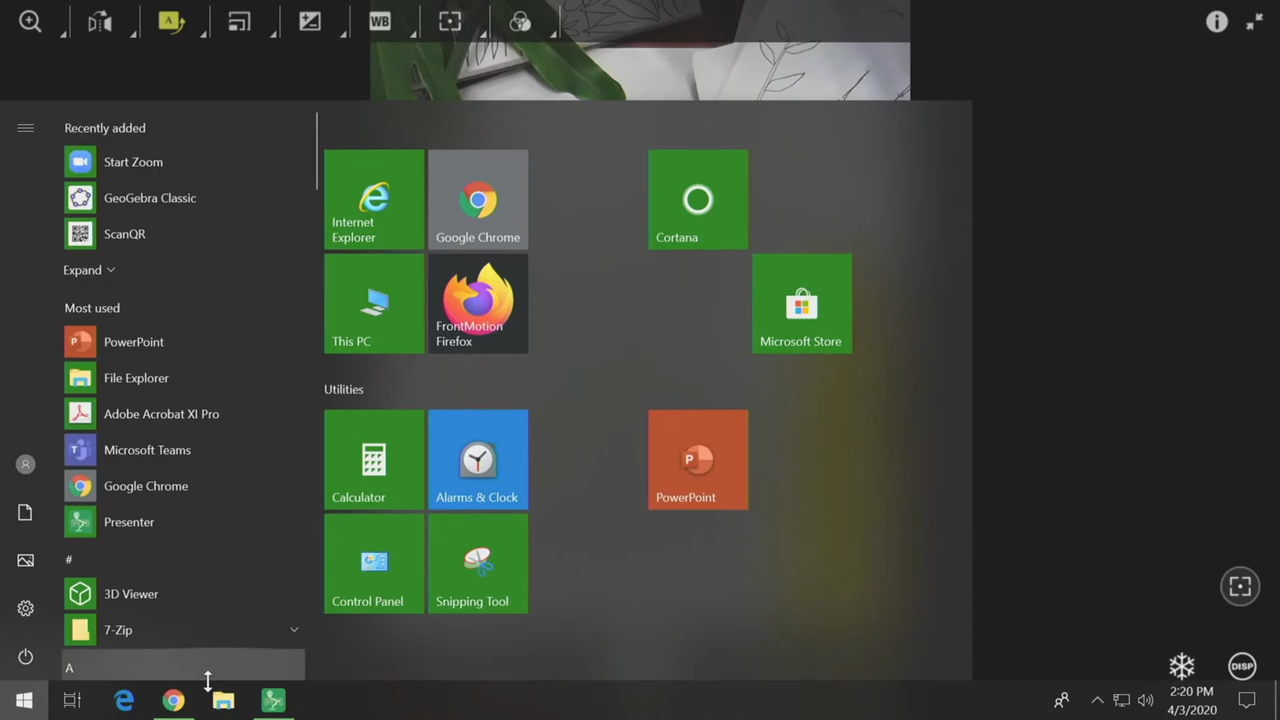 WB
Recently added
Start Zoom
GeoGebra Classic
ScanQR
Expand
Most used
PowerPoint
File Explorer
Adobe Acrobat XI Pro
Microsoft Teams
Google Chrome
Presenter
#
3D Viewer
7-Zip
A
Internet
Explorer
Google Chrome
Cortana
This PC
FrontMotion
Firefox
Microsoft Store
Utilities
Calculator
Alarms & Clock
PowerPoint
Control Panel
Snipping Tool
DISP
2:20 PM
4/3/2020